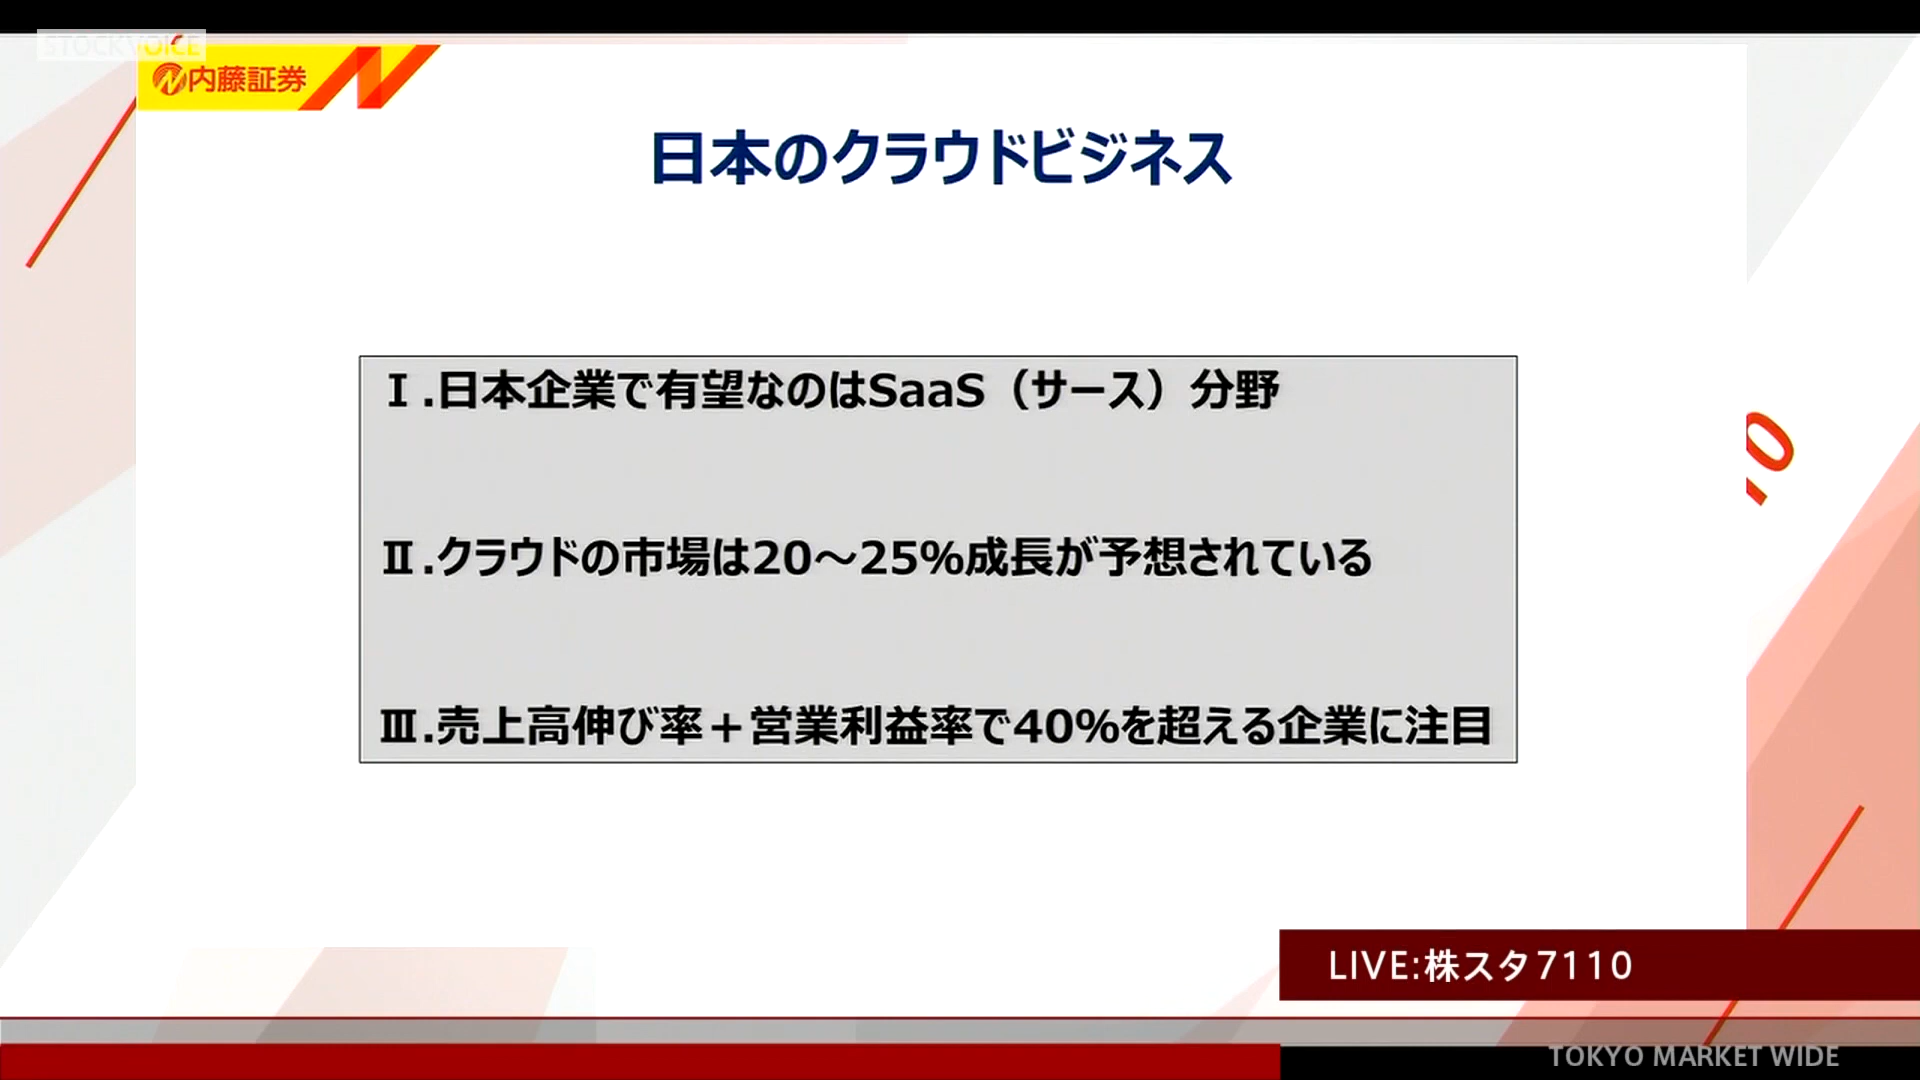 STOCKVOICE
内藤証券
日本のクラウドビジネス
Ⅰ.日本企業で有望なのはSaaS（サース）分野
Ⅱ.クラウドの市場は20～25%成長が予想されている
Ⅲ.売上高伸び率＋営業利益率で40%を超える企業に注目
10
LIVE:株スタ7110
TOKYO MARKET WIDE